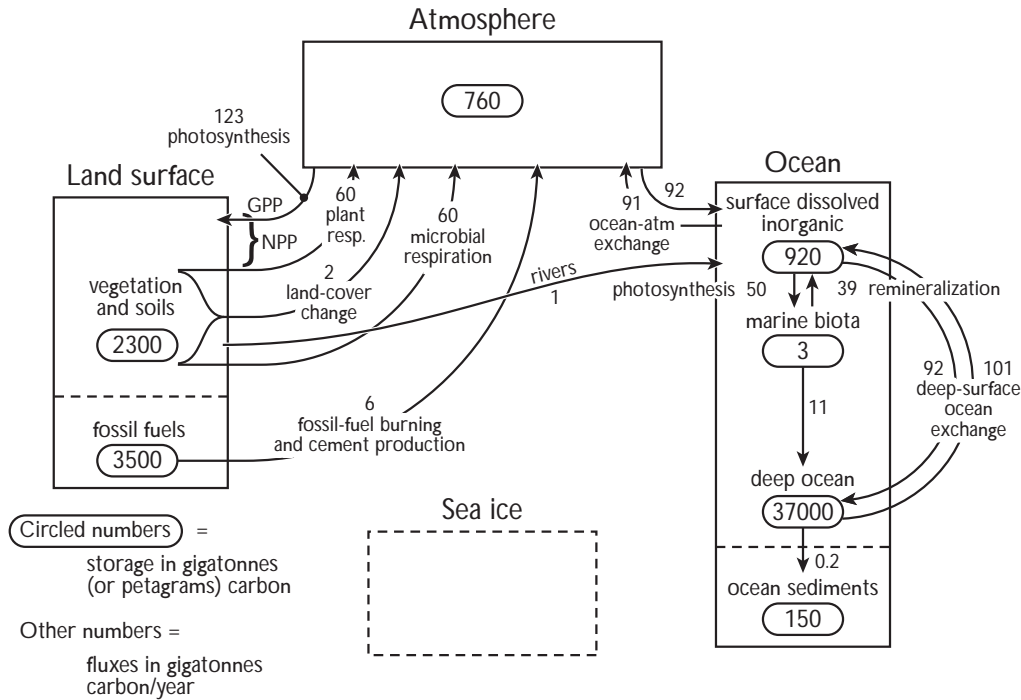 Atmosphere
760
123
photosynthesis
Land surface
GPP
NPP
60
plant
resp.
60
microbial
respiration
91
ocean-atm
exchange
92
Ocean
surface dissolved
inorganic
920
2
land-cover
change
rivers
1
vegetation
and soils
2300
photosynthesis 50
39 remineralization
marine biota
3
92 101
deep-surface
ocean
exchange
11
6
fossil-fuel burning
and cement production
fossil fuels
3500
deep ocean
37000
0.2
ocean sediments
150
Sea ice
Circled numbers =
storage in gigatonnes
(or petagrams) carbon
Other numbers =
fluxes in gigatonnes
carbon/year